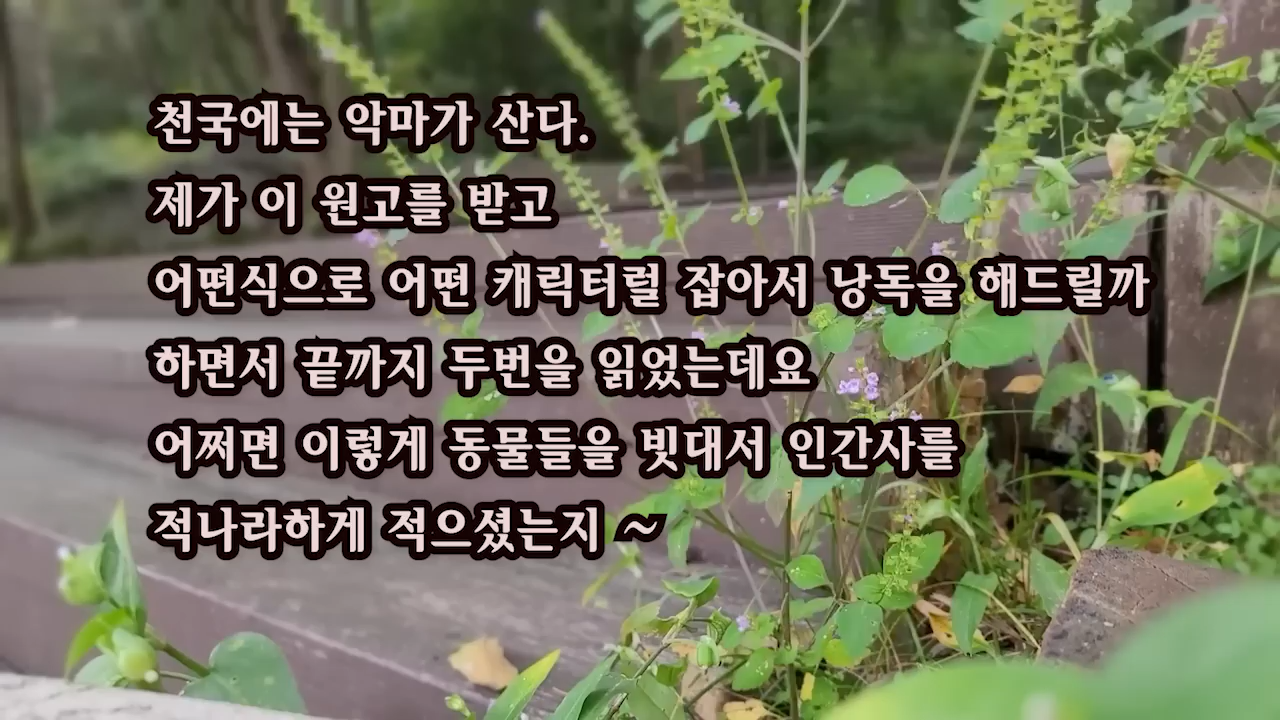 천국에는 악마가 산다.
제가 이 원고를 받고
어떤식으로 어떤 캐릭터럴 잡아서 낭독을 해드릴까
하면서 끝까지 두번을 읽었는데요
어쩌면 이렇게 동물들을 빗대서 인간사를
적나라하게 적으셨는지 ~